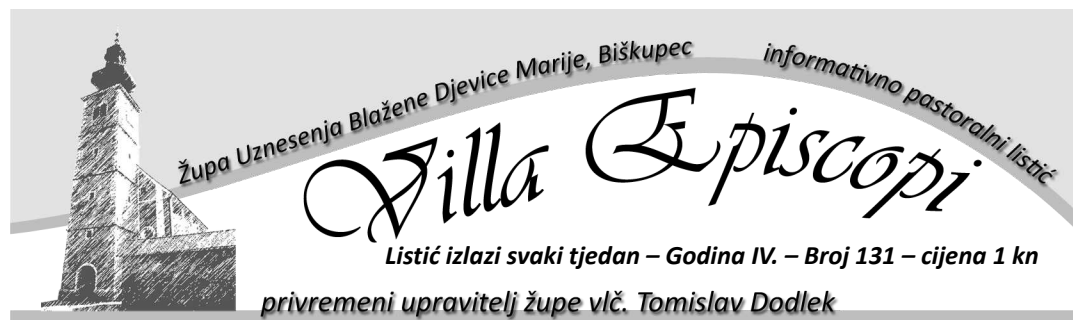 Župa Uznesenja Blažene Djevice Marije, Biškupec
informativno pastoralni listić
Villa Episcopi
Listić izlazi svaki tjedan – Godina IV. – Broj 131 – cijena 1 kn
privremeni upravitelj župe vlč. Tomislav Dodlek